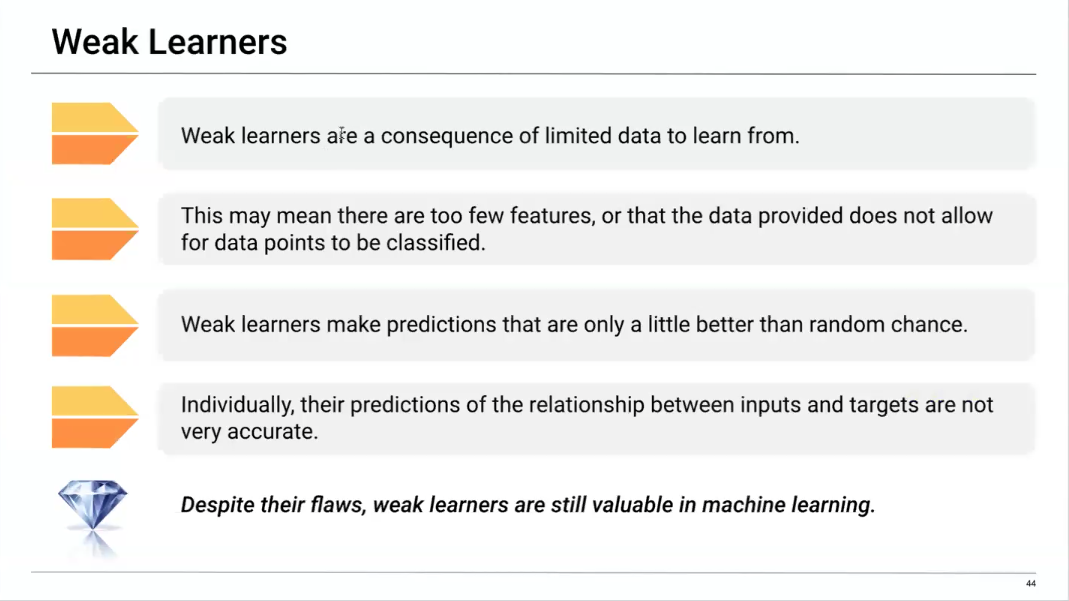 Weak Learners
Weak learners are a consequence of limited data to learn from.
This may mean there are too few features, or that the data provided does not allow
for data points to be classified.
Weak learners make predictions that are only a little better than random chance.
Individually, their predictions of the relationship between inputs and targets are not
very accurate.
Despite their flaws, weak learners are still valuable in machine learning.
44